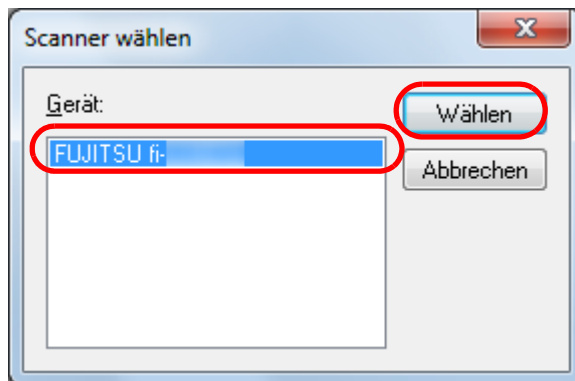 Scanner wählen
Gerät:
FUJITSU fi-
Wählen
Abbrechen